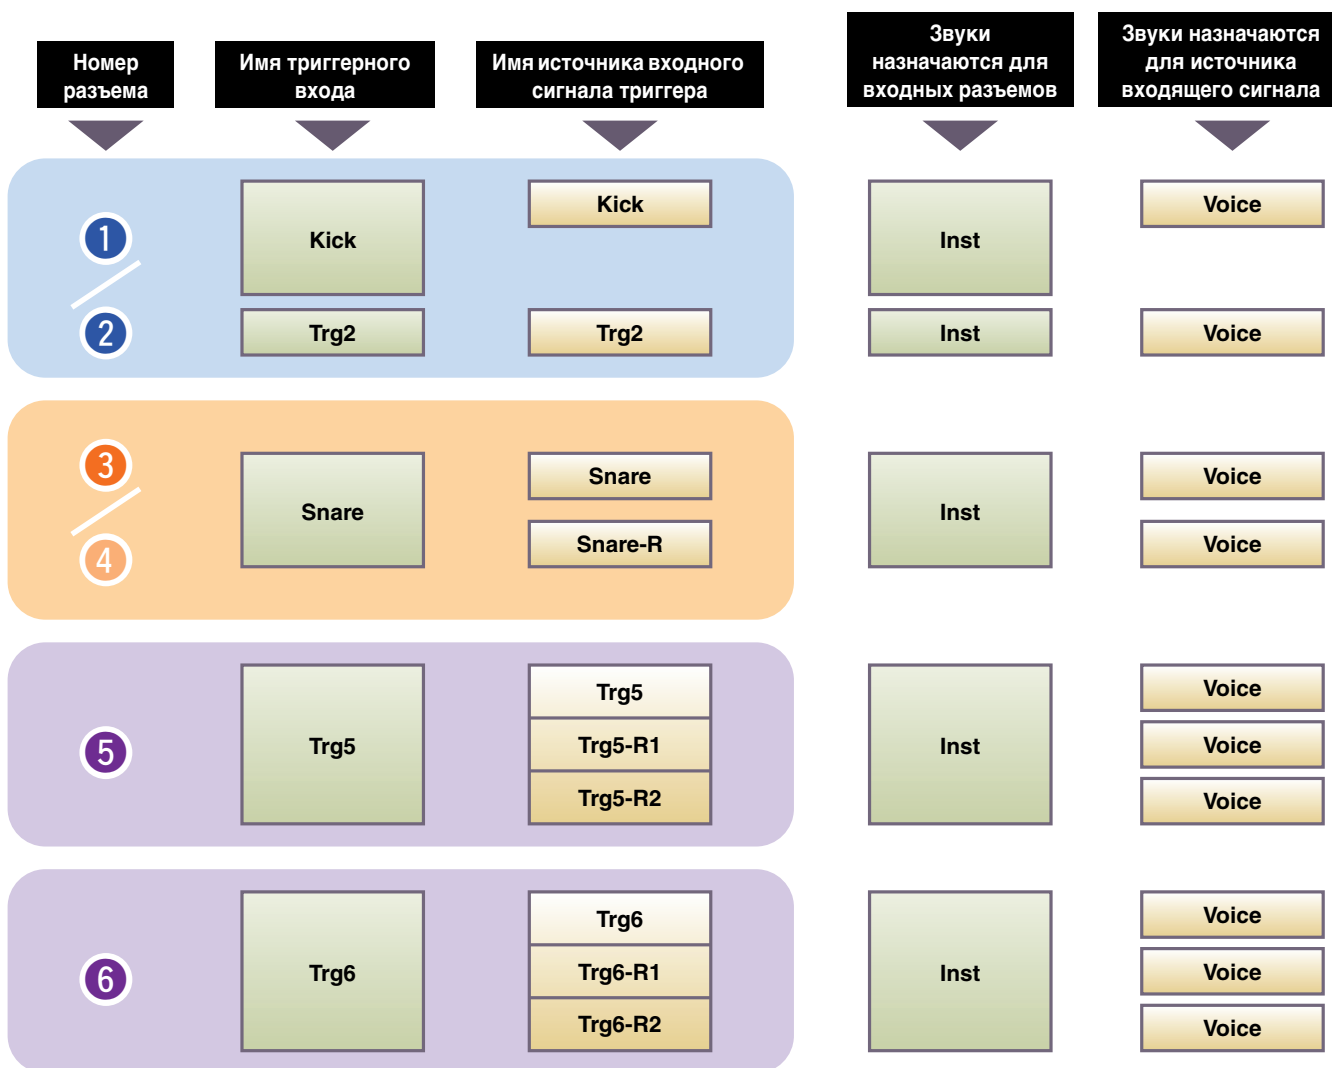 Номер
разъема
Имя триггерного
входа
Имя источника входного
сигнала триггера
Звуки
назначаются для
входных разъемов
Звуки назначаются
для источника
входящего сигнала
1
Kick
Kick
Inst
Voice
2
Trg2
Trg2
Inst
Voice
3
4
Snare
Snare
Snare-R
Inst
Voice
Voice
5
Trg5
Trg5
Trg5-R1
Trg5-R2
Inst
Voice
Voice
Voice
6
Trg6
Trg6
Trg6-R1
Trg6-R2
Inst
Voice
Voice
Voice